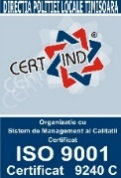 DIRECTIA POLITIEI LOCALE TIMISOARA
CERT IND
Organizatie cu
Sistem de Management al Calitatii
Certificat
ISO 9001
Certificat 9240 C